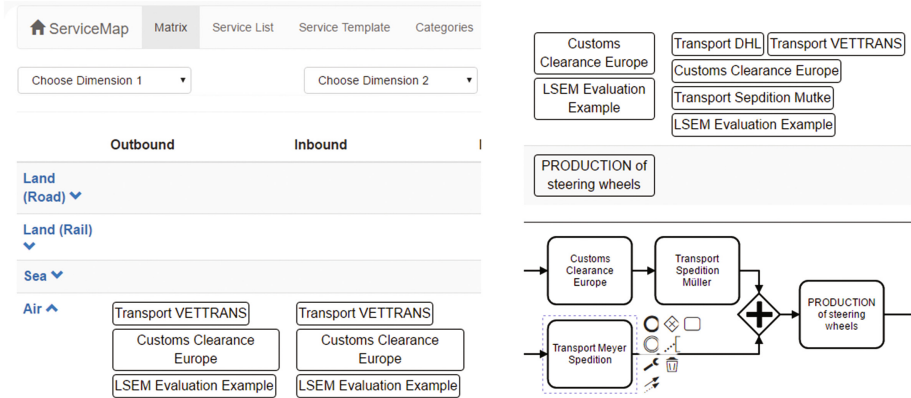 ServiceMap Matrix Service List Service Template Categories
Choose Dimension 1 Choose Dimension 2
Outbound Inbound
Land
(Road)
Land (Rail)
Sea
Air
Transport VETTRANS
Customs Clearance
Europe
LSEM Evaluation Example
Transport VETTRANS
Customs Clearance
Europe
LSEM Evaluation Example
Customs
Clearance Europe
LSEM Evaluation
Example
Transport DHL Transport VETTRANS
Customs Clearance Europe
Transport Sepdition Mutke
LSEM Evaluation Example
PRODUCTION of
steering wheels
Customs
Clearance
Europe
Transport
Spedition
Müller
Transport Meyer
Spedition
PRODUCTION
of steering
wheels